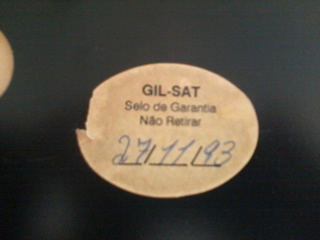 GIL-SAT
Selo de Garantia
Não Retirar
27/11/93